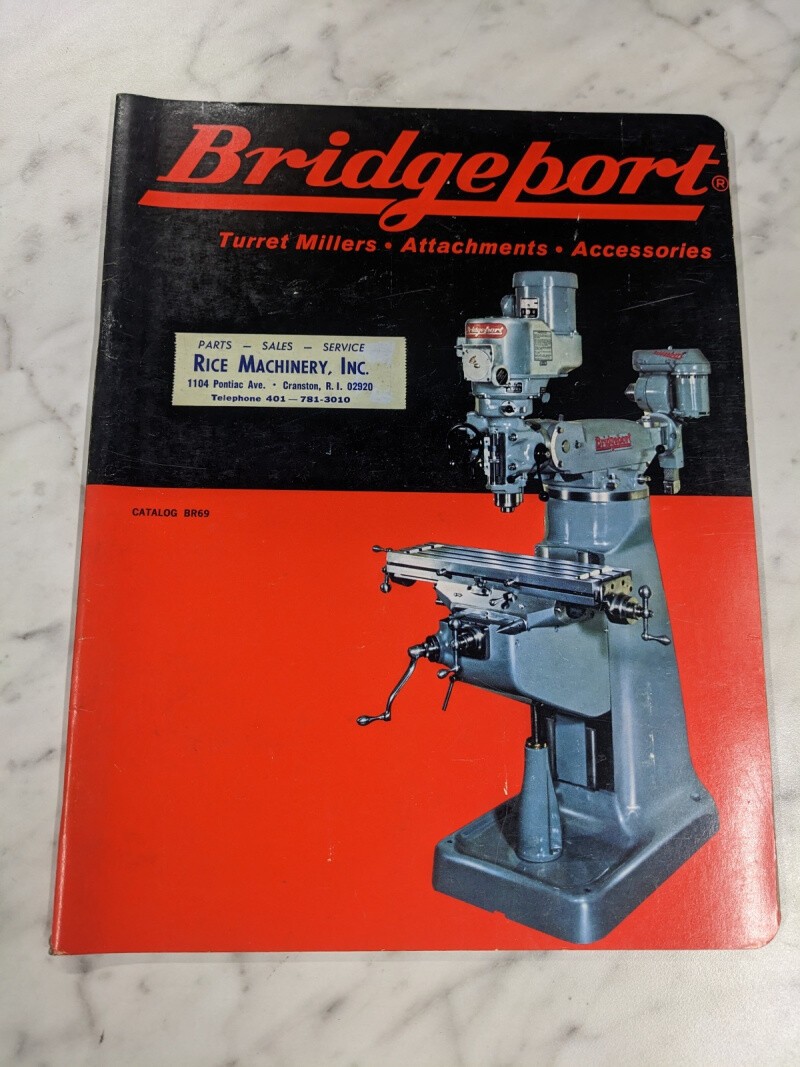 Bridgeport®
Turret Millers • Attachments • Accessories
PARTS — SALES — SERVICE
RICE MACHINERY, INC.
1104 Pontiac Ave. • Cranston, R. I. 02920
Telephone 401—781-3010
Bridgeport
Bridgeport
CATALOG BR69